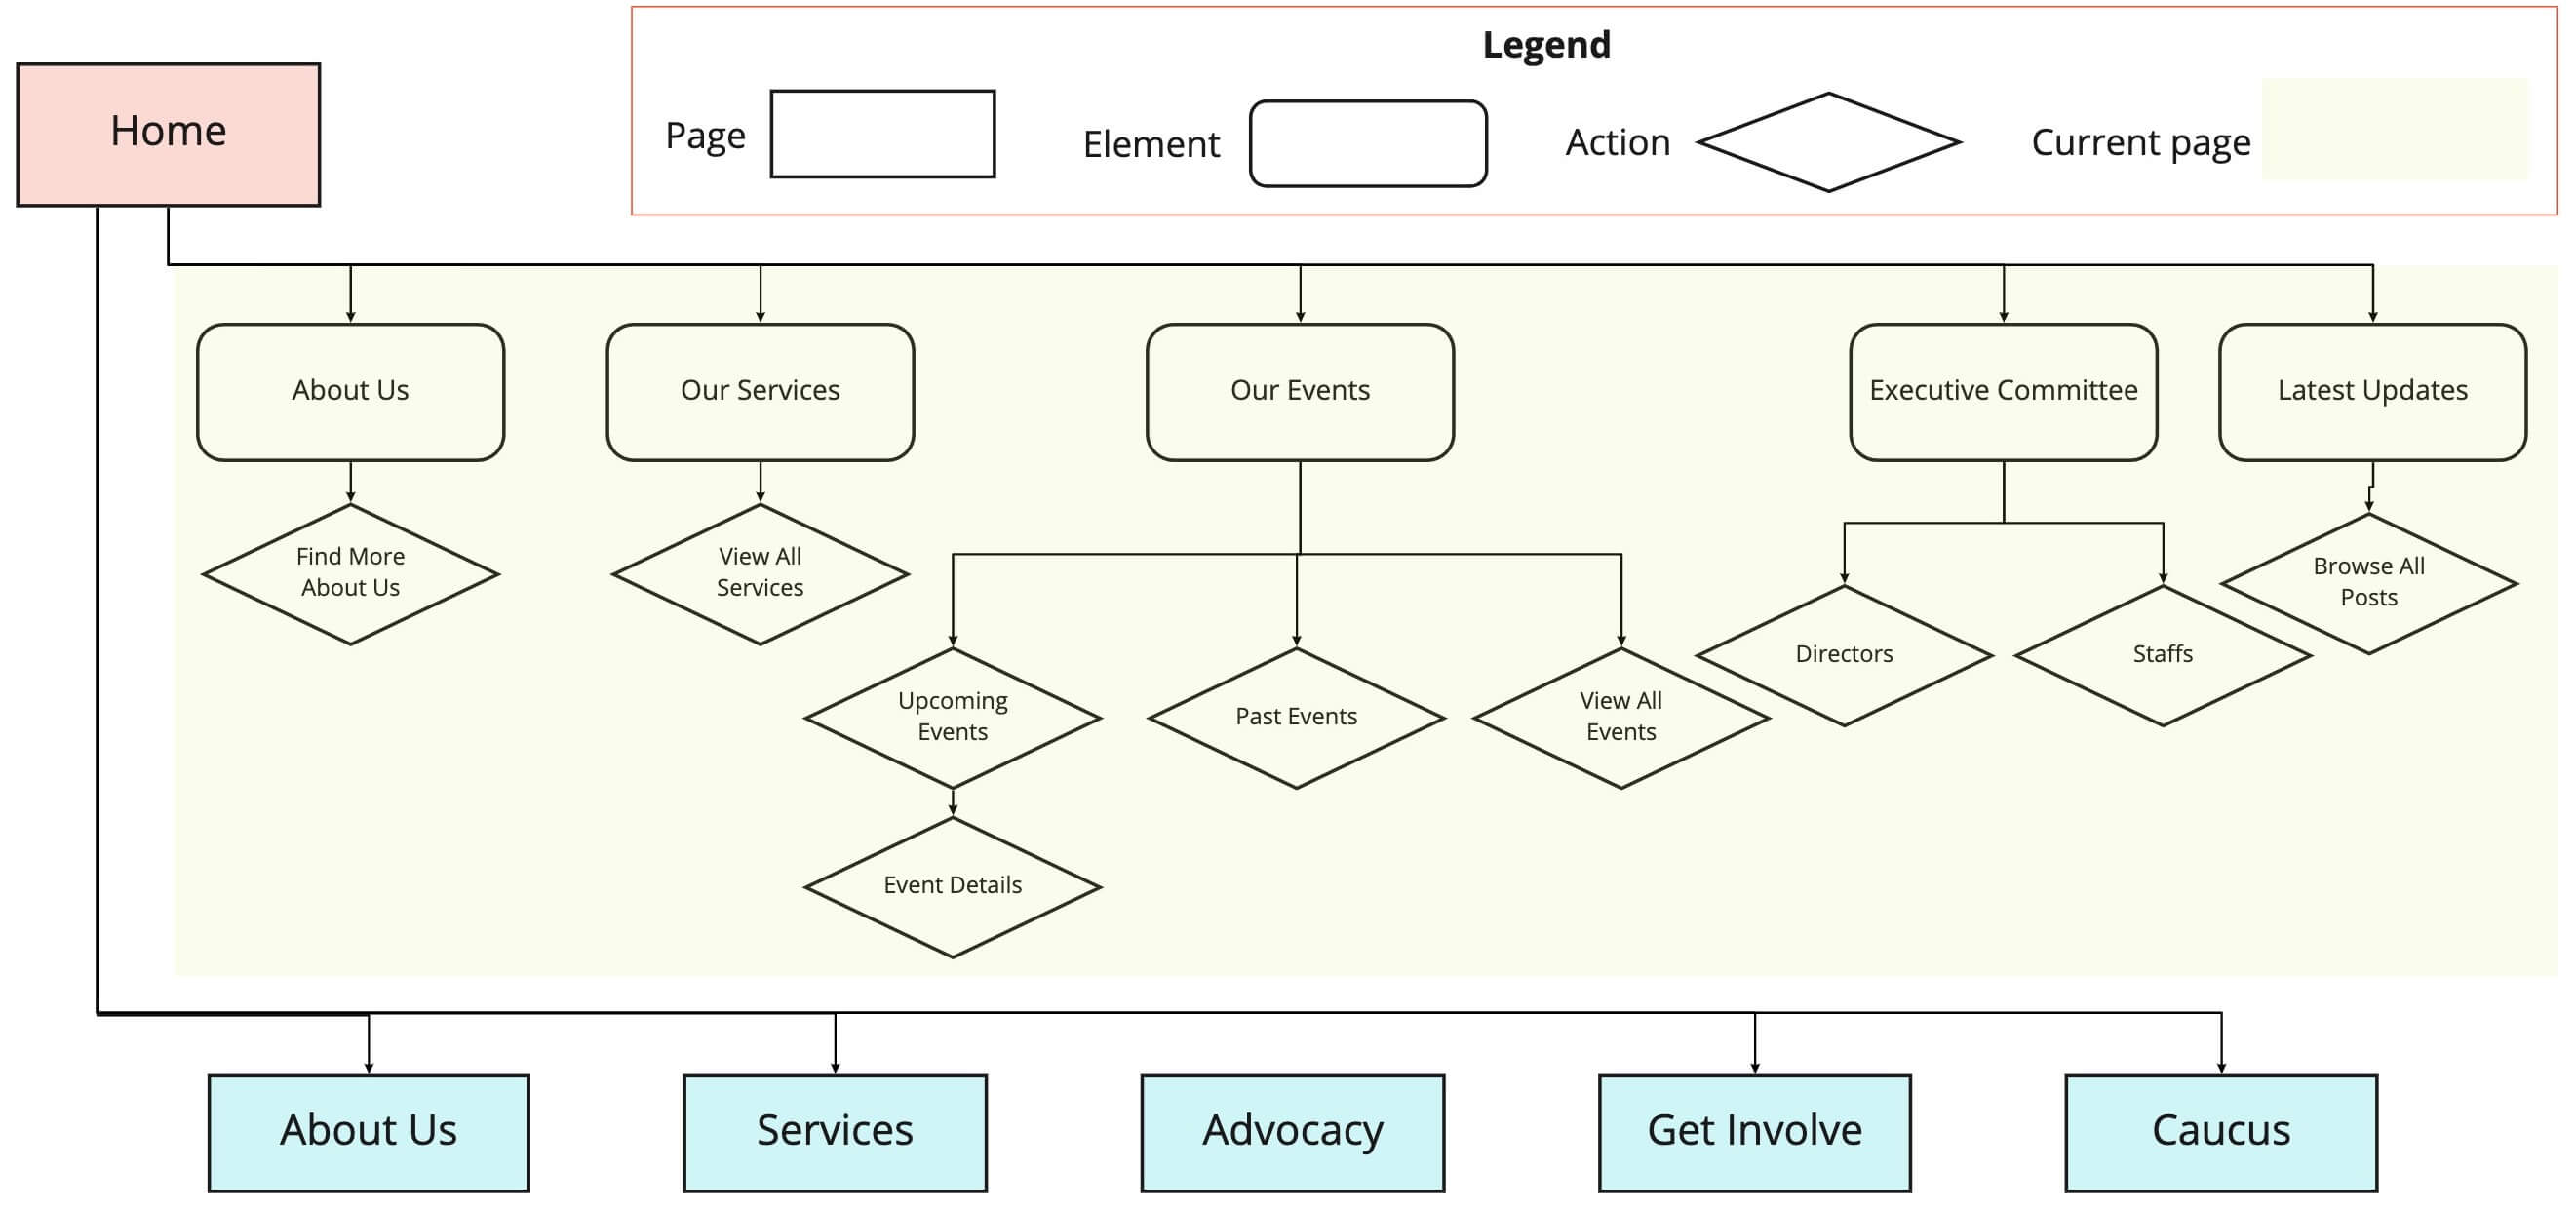 Legend
Home
Page
Element
Action
Current page
About Us
Our Services
Our Events
Executive Committee
Latest Updates
Find More
About Us
View All
Services
Browse All
Posts
Upcoming
Events
Past Events
View All
Events
Directors
Staffs
Event Details
About Us
Services
Advocacy
Get Involve
Caucus